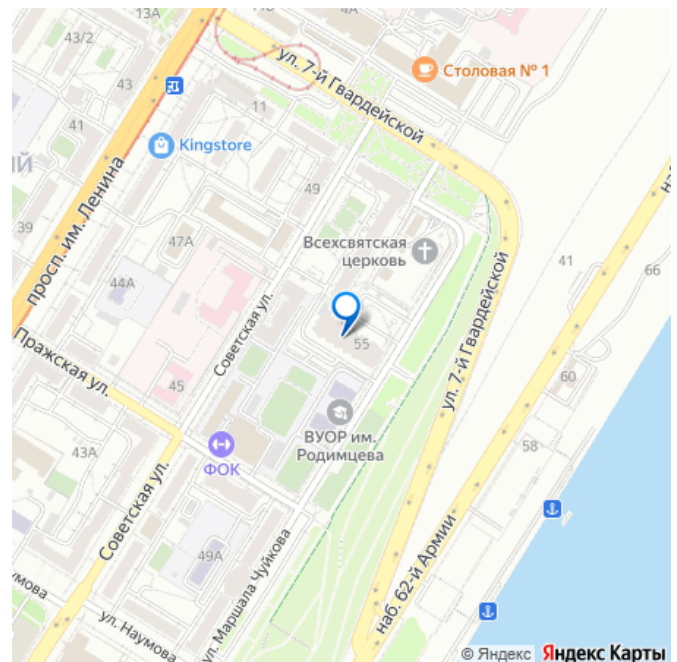 43/2
13А
4А
43
ул. 7-й Гвардейской
Столовая № 1
11
41
Kingstore
49
просп. им. Ленина
39
47А
Всехсвятская
церковь
41
66
44А
Советская ул.
55
ул. 7-й Гвардейской
Пражская ул.
45
60
ВУОР им.
Родимцева
43А
ФОК
58
Советская ул.
49А
ул. Маршала Чуйкова
наб. 62-й Армии
ул. Наумова
© Яндекс Яндекс Карты